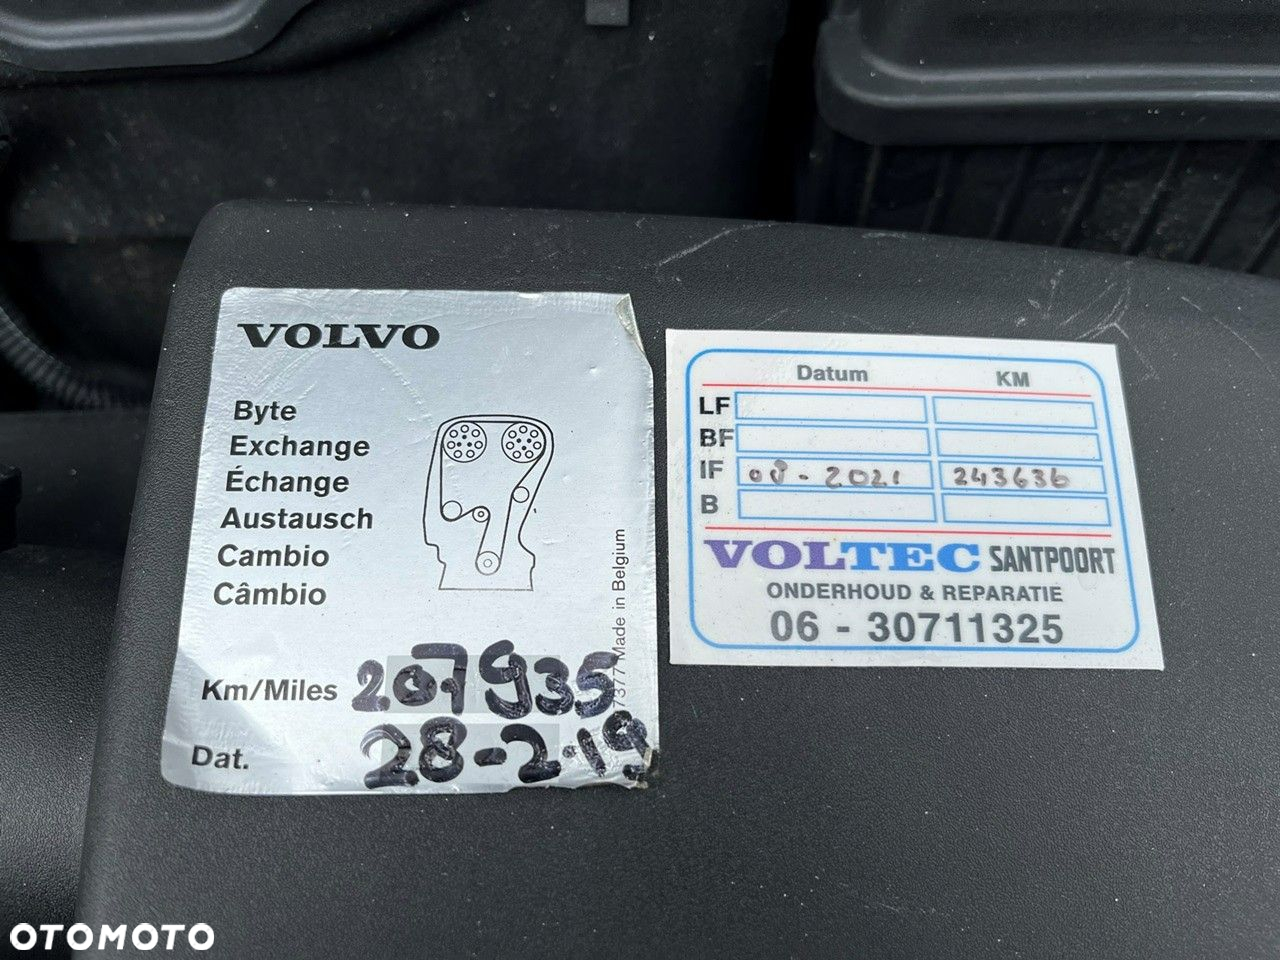 VOLVO
Byte
Exchange
Échange
Austausch
Cambio
Câmbio
Km/Miles 207935
Dat. 28-2-19
7377 Made in Belgium
Datum KM
LF
BF
IF 08-2021 243636
B
VOLTEC SANTPOORT
ONDERHOUD & REPARATIE
06 - 30711325
OTOMOTO